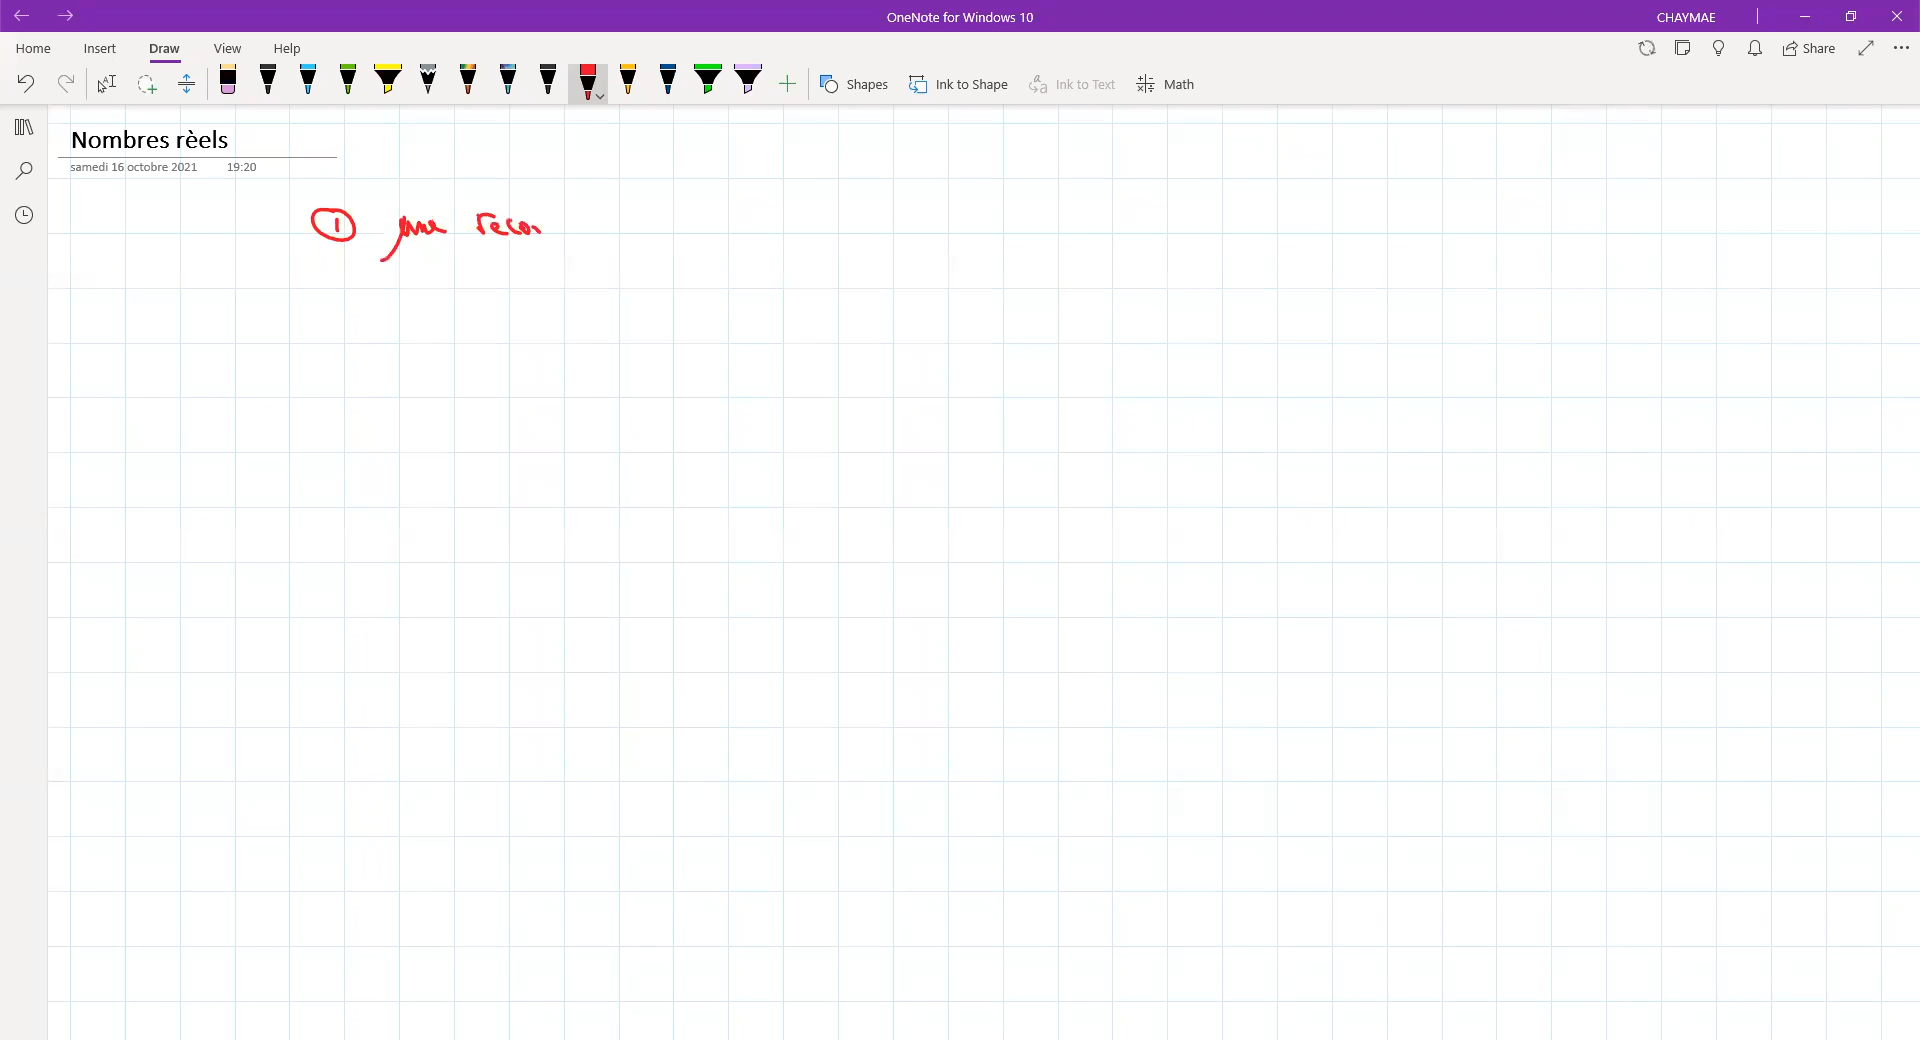 OneNote for Windows 10
CHAYMAE
Home Insert Draw View Help
Share
Shapes Ink to Shape Ink to Text Math
Nombres rèels
samedi 16 octobre 2021 19:20
1